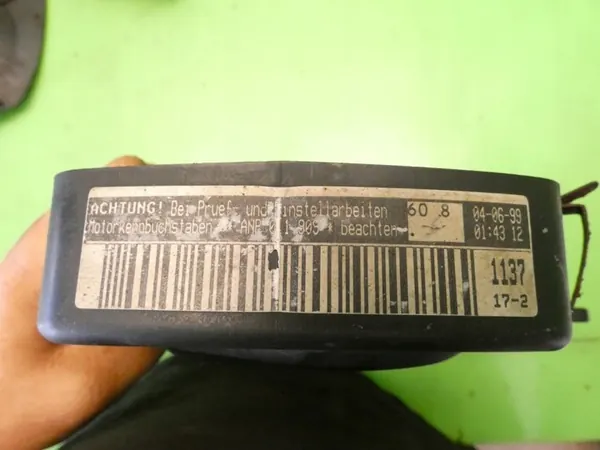 ACHTUNG! Bei Pruef- und Einstellarbeiten
Motorkennbuchstaben beachten
60 8
04-06-99
01:43 12
1137
17-2